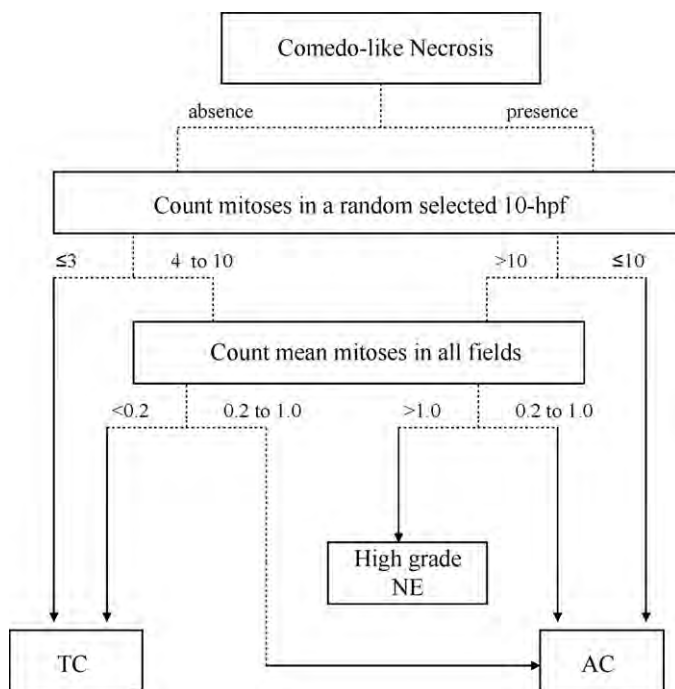 Comedo-like Necrosis
absence presence
Count mitoses in a random selected 10-hpf
≤3 4 to 10 >10 ≤10
Count mean mitoses in all fields
<0.2 0.2 to 1.0 >1.0 0.2 to 1.0
High grade
NE
TC AC